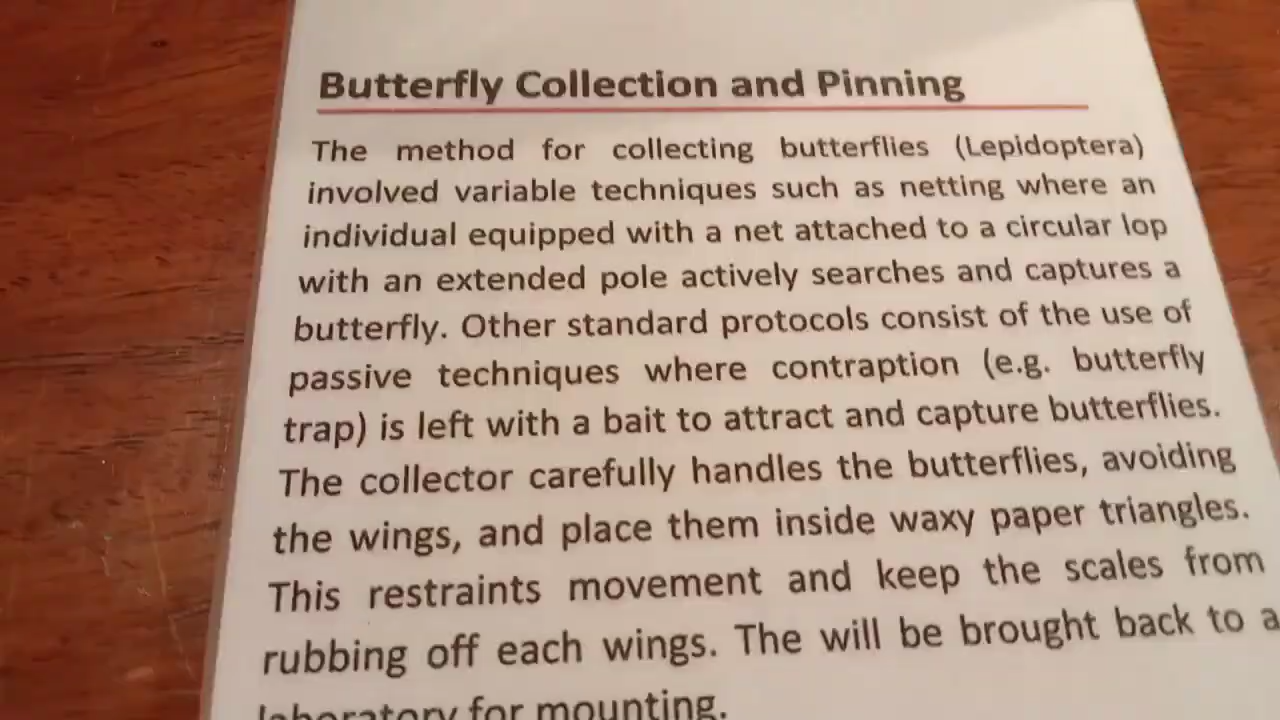 Butterfly Collection and Pinning
The method for collecting butterflies (Lepidoptera)
involved variable techniques such as netting where an
individual equipped with a net attached to a circular lop
with an extended pole actively searches and captures a
butterfly. Other standard protocols consist of the use of
passive techniques where contraption (e.g. butterfly
trap) is left with a bait to attract and capture butterflies.
The collector carefully handles the butterflies, avoiding
the wings, and place them inside waxy paper triangles.
This restraints movement and keep the scales from
rubbing off each wings. The will be brought back to a
laboratory for mounting.